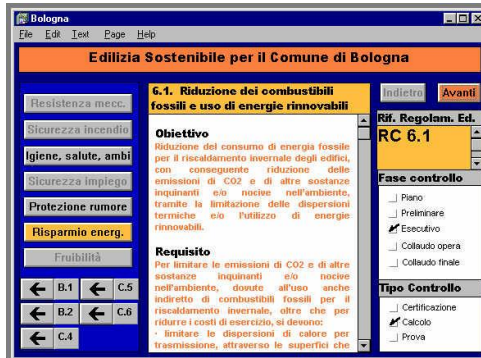 Bologna
File Edit Text Page Help
Edilizia Sostenibile per il Comune di Bologna
Resistenza mecc.
Sicurezza incendio
Igiene, salute, ambi
Sicurezza impiego
Protezione rumore
Risparmio energ.
Fruibilità
B.1
C.5
B.2
C.6
C.4
6.1. Riduzione dei combustibili
fossili e uso di energie rinnovabili
Obiettivo
Riduzione del consumo di energia fossile
per il riscaldamento invernale degli edifici,
con conseguente riduzione delle
emissioni di CO2 e di altre sostanze
inquinanti e/o nocive nell'ambiente,
tramite la limitazione delle dispersioni
termiche e/o l'utilizzo di energie
rinnovabili.
Requisito
Per limitare le emissioni di CO2 e di altre
sostanze inquinanti e/o nocive
nell'ambiente, dovute all'uso anche
indiretto di combustibili fossili per il
riscaldamento invernale, oltre che per
ridurre i costi di esercizio, si devono:
- limitare le dispersioni di calore per
trasmissione, attraverso le superfici che
Indietro
Avanti
Rif. Regolam. Ed.
RC 6.1
Fase controllo
Piano
Preliminare
Esecutivo
Collaudo opera
Collaudo finale
Tipo Controllo
Certificazione
Calcolo
Prova